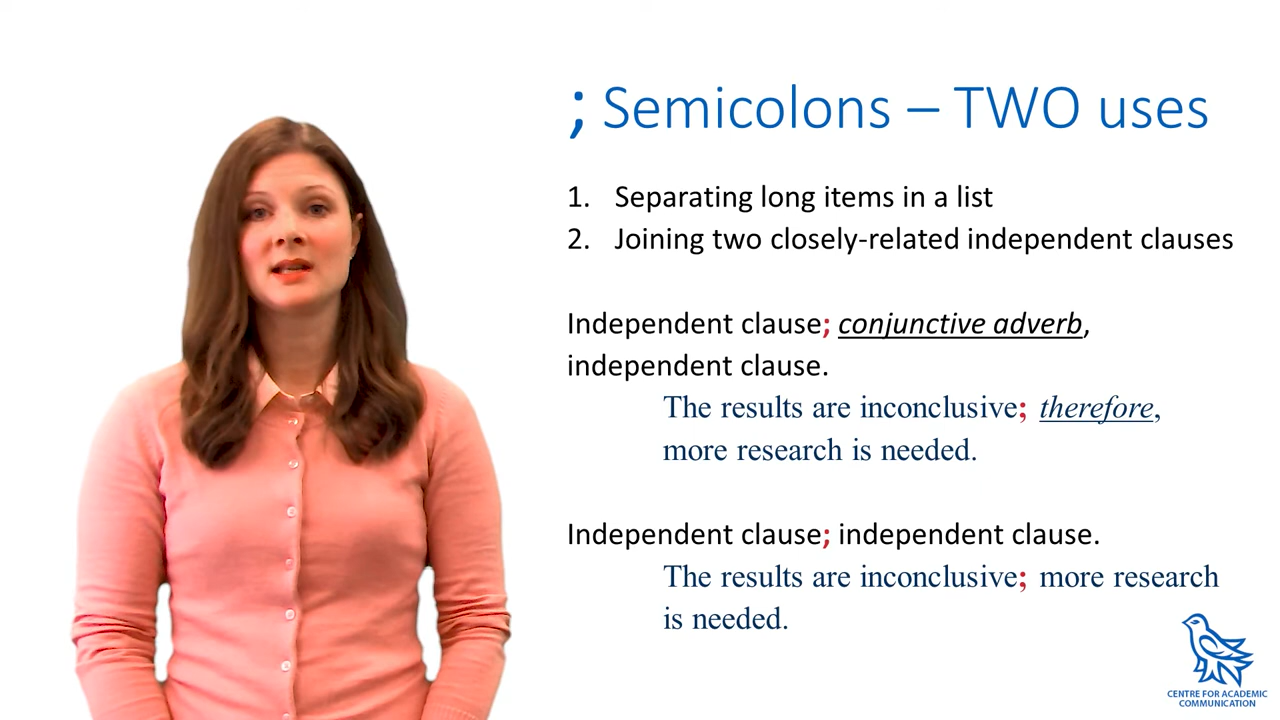 ; Semicolons – TWO uses
1. Separating long items in a list
2. Joining two closely-related independent clauses
Independent clause; conjunctive adverb,
independent clause.
The results are inconclusive; therefore,
more research is needed.
Independent clause; independent clause.
The results are inconclusive; more research
is needed.
CENTRE FOR ACADEMIC
COMMUNICATION